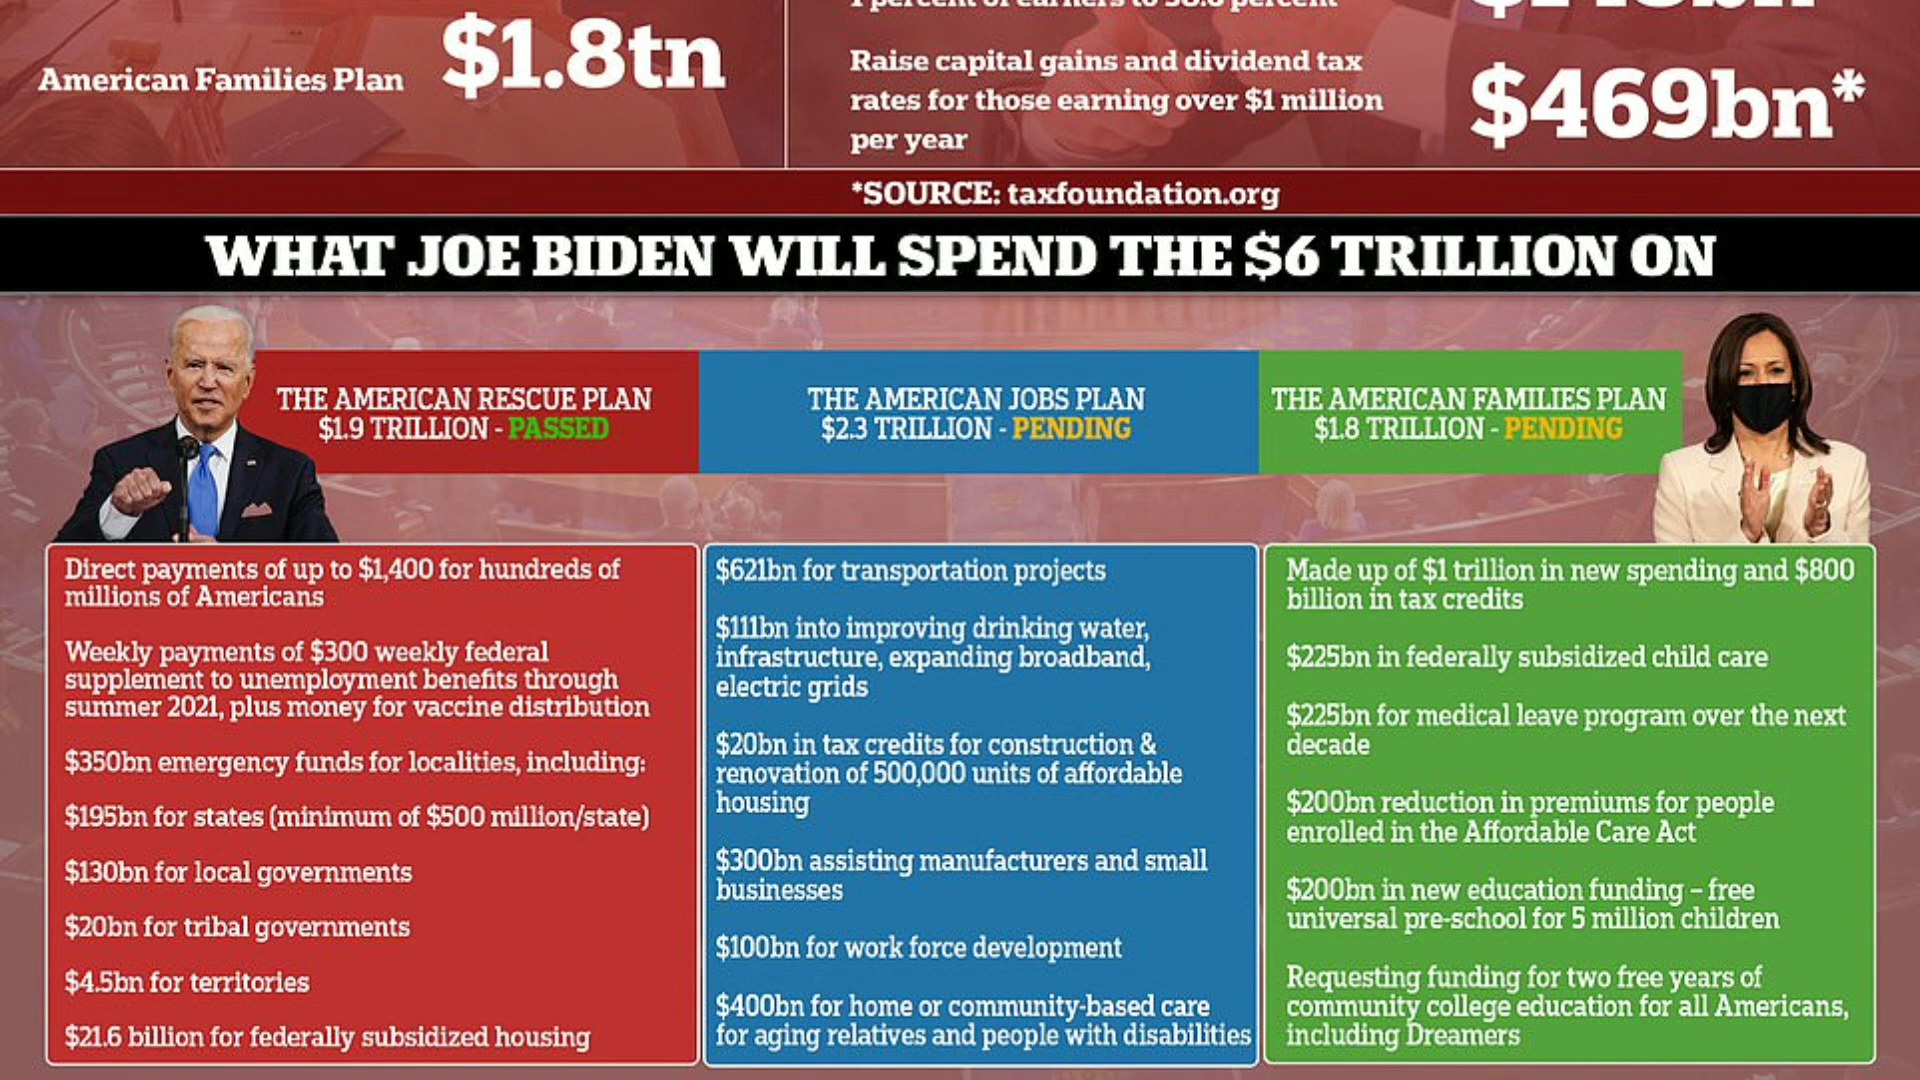 American Families Plan
$1.8tn
Raise capital gains and dividend tax
rates for those earning over $1 million
per year
$469bn*
*SOURCE: taxfoundation.org
WHAT JOE BIDEN WILL SPEND THE $6 TRILLION ON
THE AMERICAN RESCUE PLAN
$1.9 TRILLION - PASSED
THE AMERICAN JOBS PLAN
$2.3 TRILLION - PENDING
THE AMERICAN FAMILIES PLAN
$1.8 TRILLION - PENDING
Direct payments of up to $1,400 for hundreds of
millions of Americans
Weekly payments of $300 weekly federal
supplement to unemployment benefits through
summer 2021, plus money for vaccine distribution
$350bn emergency funds for localities, including:
$195bn for states (minimum of $500 million/state)
$130bn for local governments
$20bn for tribal governments
$4.5bn for territories
$21.6 billion for federally subsidized housing
$621bn for transportation projects
$111bn into improving drinking water,
infrastructure, expanding broadband,
electric grids
$20bn in tax credits for construction &
renovation of 500,000 units of affordable
housing
$300bn assisting manufacturers and small
businesses
$100bn for work force development
$400bn for home or community-based care
for aging relatives and people with disabilities
Made up of $1 trillion in new spending and $800
billion in tax credits
$225bn in federally subsidized child care
$225bn for medical leave program over the next
decade
$200bn reduction in premiums for people
enrolled in the Affordable Care Act
$200bn in new education funding – free
universal pre-school for 5 million children
Requesting funding for two free years of
community college education for all Americans,
including Dreamers